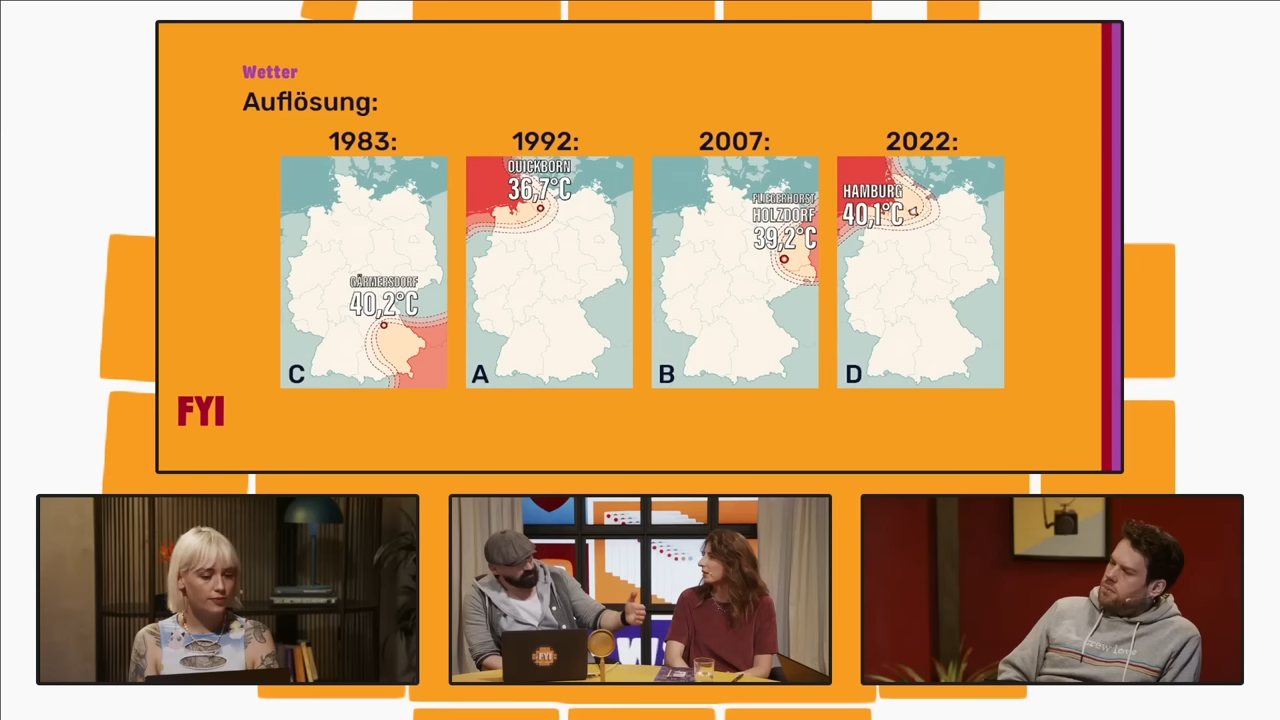 Wetter
Auflösung:
1983:
GÄRMERSDORF
40,2°C
C
1992:
QUICKBORN
36,7°C
A
2007:
FLIEGERHORST
HOLZDORF
39,2°C
B
2022:
HAMBURG
40,1°C
D
FYI
FYI
W